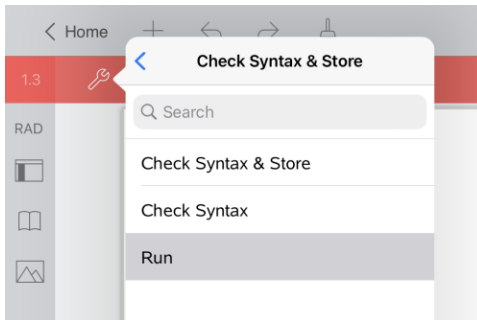 Home
Check Syntax & Store
1.3
Search
RAD
Check Syntax & Store
Check Syntax
Run